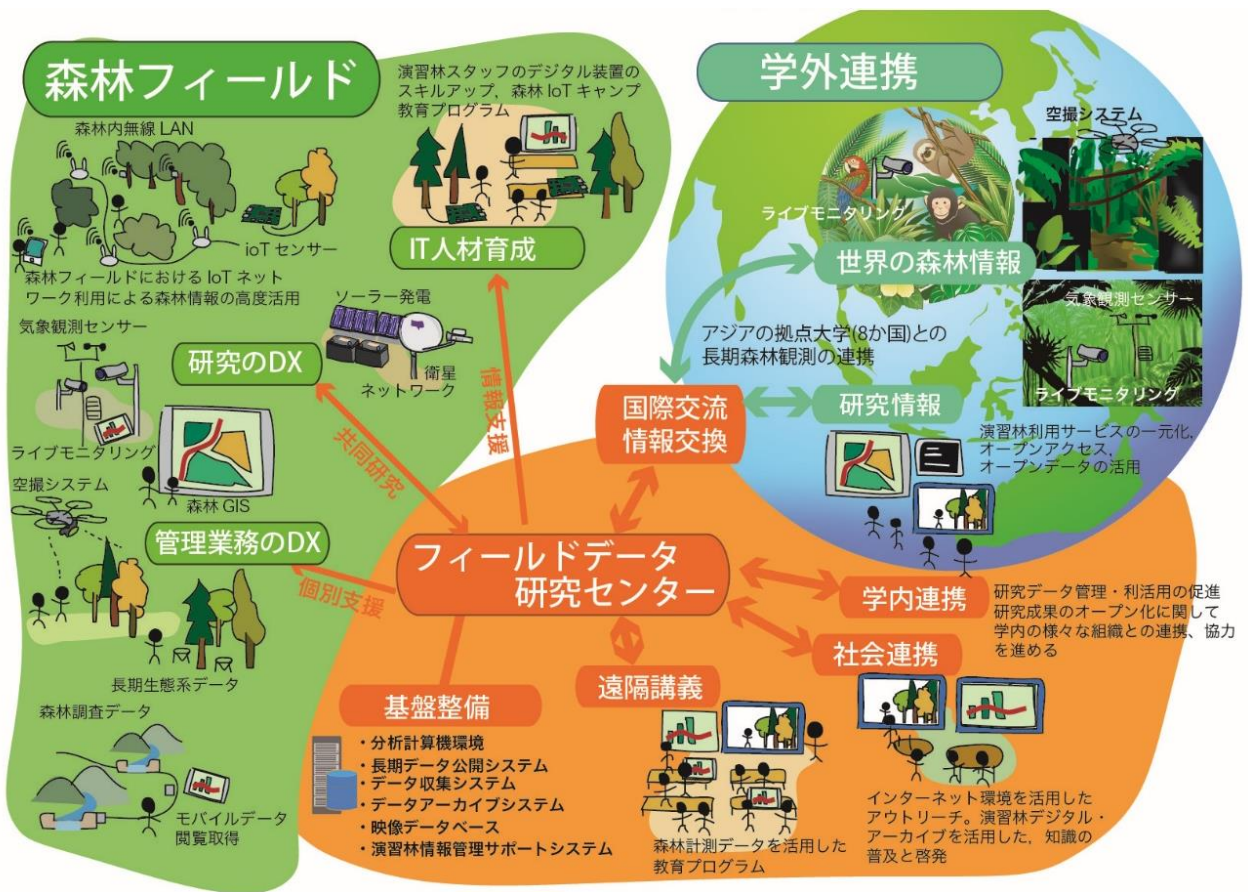 森林フィールド
演習林スタッフのデジタル装置の
スキルアップ，森林 IoT キャンプ
教育プログラム
森林内無線 LAN
ioT センサー
森林フィールドにおける IoT ネット
ワーク利用による森林情報の高度活用
IT人材育成
気象観測センサー
研究のDX
ソーラー発電
衛星
ネットワーク
ライブモニタリング
森林 GIS
空撮システム
管理業務のDX
長期生態系データ
森林調査データ
モバイルデータ
閲覧取得
情報支援
共同研究
個別支援
学外連携
空撮システム
ライブモニタリング
世界の森林情報
気象観測センサー
ライブモニタリング
アジアの拠点大学(8か国)との
長期森林観測の連携
国際交流
情報交換
研究情報
演習林利用サービスの一元化，
オープンアクセス，
オープンデータの活用
フィールドデータ
研究センター
学内連携
研究データ管理・利活用の促進
研究成果のオープン化に関して
学内の様々な組織との連携、協力
を進める
社会連携
インターネット環境を活用した
アウトリーチ。演習林デジタル・
アーカイブを活用した，知識の
普及と啓発
遠隔講義
森林計測データを活用した
教育プログラム
基盤整備
・分析計算機環境
・長期データ公開システム
・データ収集システム
・データアーカイブシステム
・映像データベース
・演習林情報管理サポートシステム